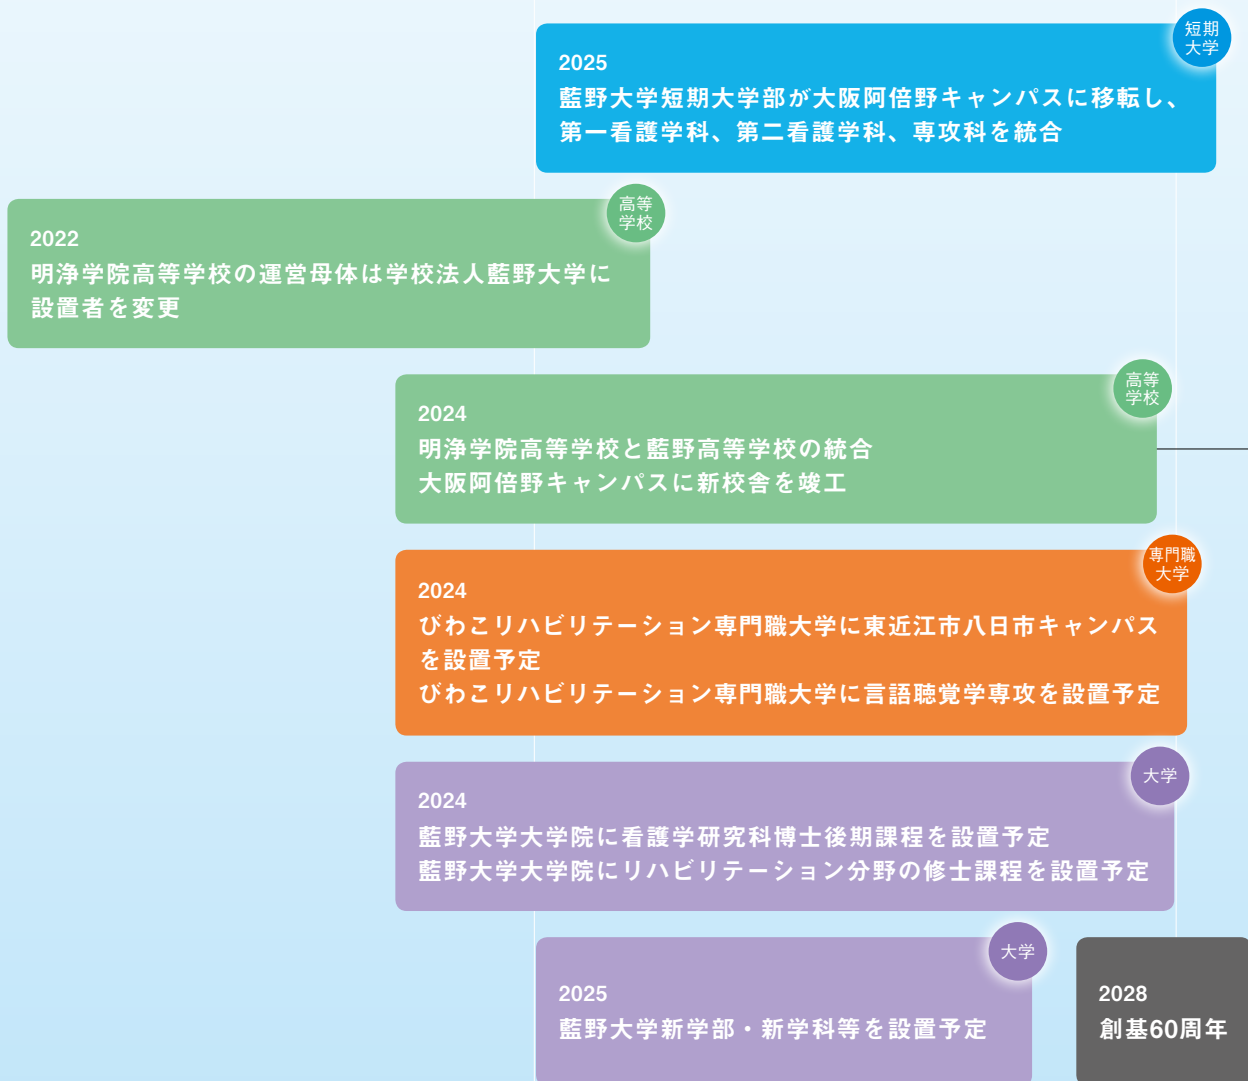 短期
大学
2025
藍野大学短期大学部が大阪阿倍野キャンパスに移転し、
第一看護学科、第二看護学科、専攻科を統合
高等
学校
2022
明浄学院高等学校の運営母体は学校法人藍野大学に
設置者を変更
高等
学校
2024
明浄学院高等学校と藍野高等学校の統合
大阪阿倍野キャンパスに新校舎を竣工
専門職
大学
2024
びわこリハビリテーション専門職大学に東近江市八日市キャンパス
を設置予定
びわこリハビリテーション専門職大学に言語聴覚学専攻を設置予定
大学
2024
藍野大学大学院に看護学研究科博士後期課程を設置予定
藍野大学大学院にリハビリテーション分野の修士課程を設置予定
大学
2025
藍野大学新学部・新学科等を設置予定
2028
創基60周年